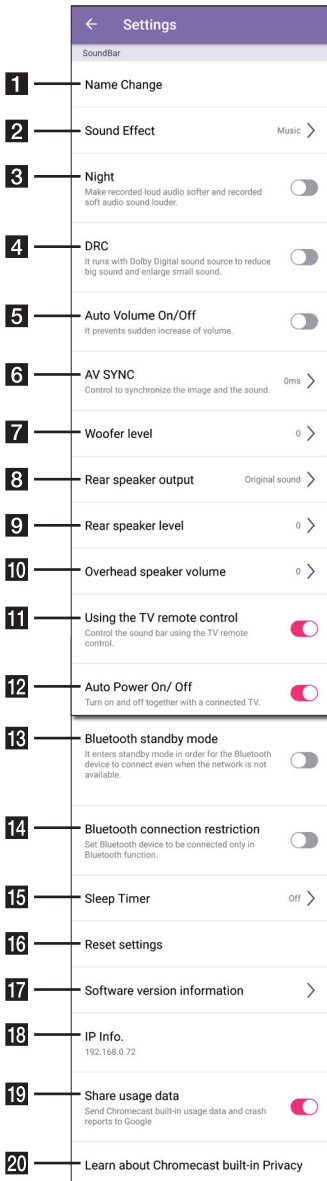 ← Settings
SoundBar
1 Name Change
2 Sound Effect Music
3 Night
Make recorded loud audio softer and recorded
soft audio sound louder.
4 DRC
It runs with Dolby Digital sound source to reduce
big sound and enlarge small sound.
5 Auto Volume On/Off
It prevents sudden increase of volume.
6 AV SYNC 0ms
Control to synchronize the image and the sound.
7 Woofer level 0
8 Rear speaker output Original sound
9 Rear speaker level 0
10 Overhead speaker volume 0
11 Using the TV remote control
Control the sound bar using the TV remote
control.
12 Auto Power On/ Off
Turn on and off together with a connected TV.
13 Bluetooth standby mode
It enters standby mode in order for the Bluetooth
device to connect even when the network is not
available.
14 Bluetooth connection restriction
Set Bluetooth device to be connected only in
Bluetooth function.
15 Sleep Timer Off
16 Reset settings
17 Software version information
18 IP Info.
192.168.0.72
19 Share usage data
Send Chromecast built-in usage data and crash
reports to Google
20 Learn about Chromecast built-in Privacy